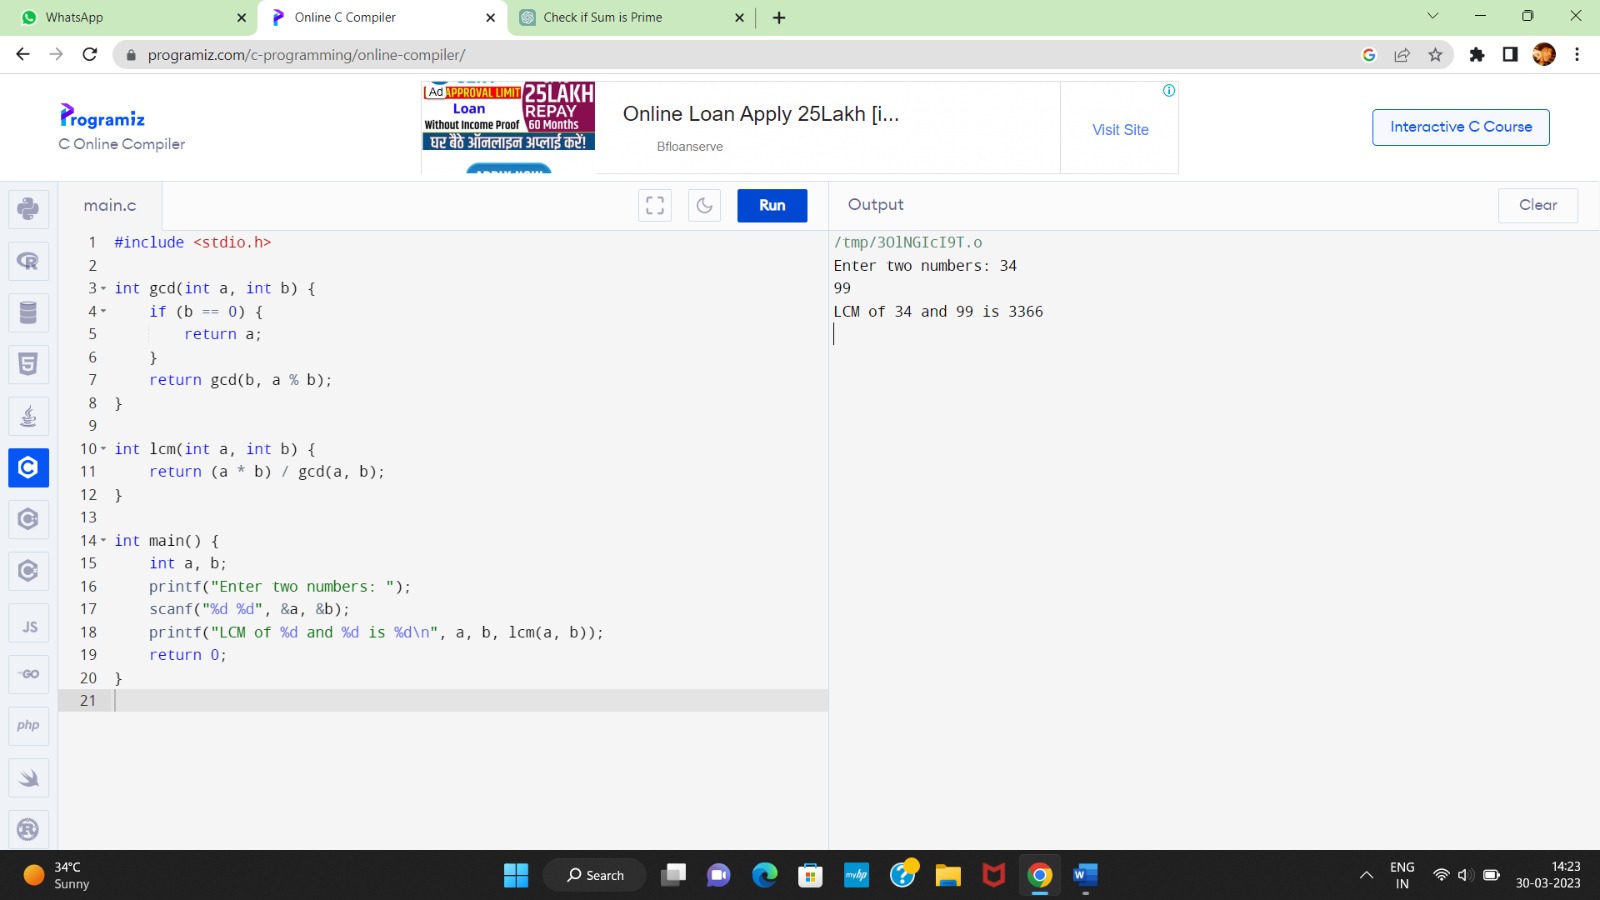 WhatsApp
Online C Compiler
Check if Sum is Prime
programiz.com/c-programming/online-compiler/
Programiz
C Online Compiler
Ad
APPROVAL LIMIT
Loan
Without Income Proof
25LAKH
REPAY
60 Months
घर बैठे ऑनलाइन अप्लाई करें!
Online Loan Apply 25Lakh [i...
Bfloanserve
Visit Site
Interactive C Course
main.c
Run
Output
Clear
1 #include <stdio.h>
2
3 int gcd(int a, int b) {
4 if (b == 0) {
5 return a;
6 }
7 return gcd(b, a % b);
8 }
9
10 int lcm(int a, int b) {
11 return (a * b) / gcd(a, b);
12 }
13
14 int main() {
15 int a, b;
16 printf("Enter two numbers: ");
17 scanf("%d %d", &a, &b);
18 printf("LCM of %d and %d is %d\n", a, b, lcm(a, b));
19 return 0;
20 }
21
/tmp/3OlNGIcI9T.o
Enter two numbers: 34
99
LCM of 34 and 99 is 3366
JS
GO
php
34°C
Sunny
Search
myhp
ENG
IN
14:23
30-03-2023